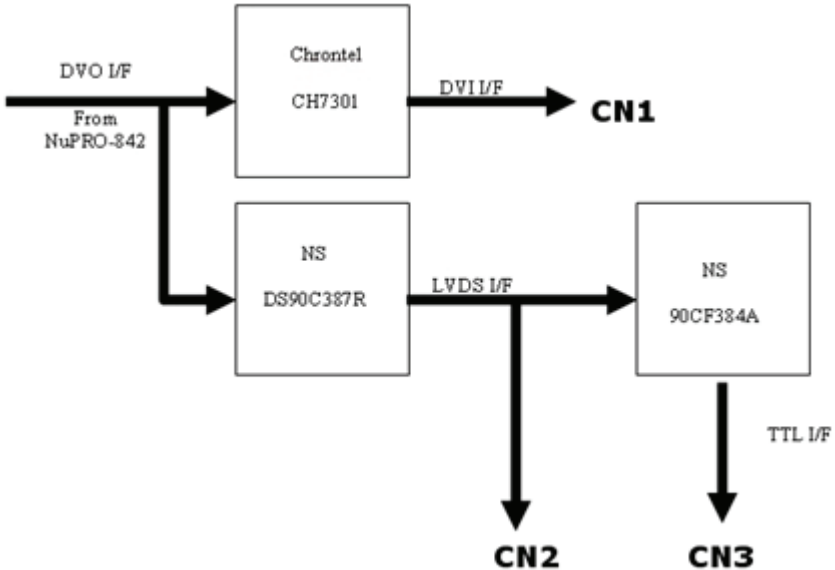 DVO I/F
From
NuPRO-842
Chrontel
CH7301
DVI I/F
CN1
NS
DS90C387R
LVDS I/F
NS
90CF384A
TTL I/F
CN2
CN3